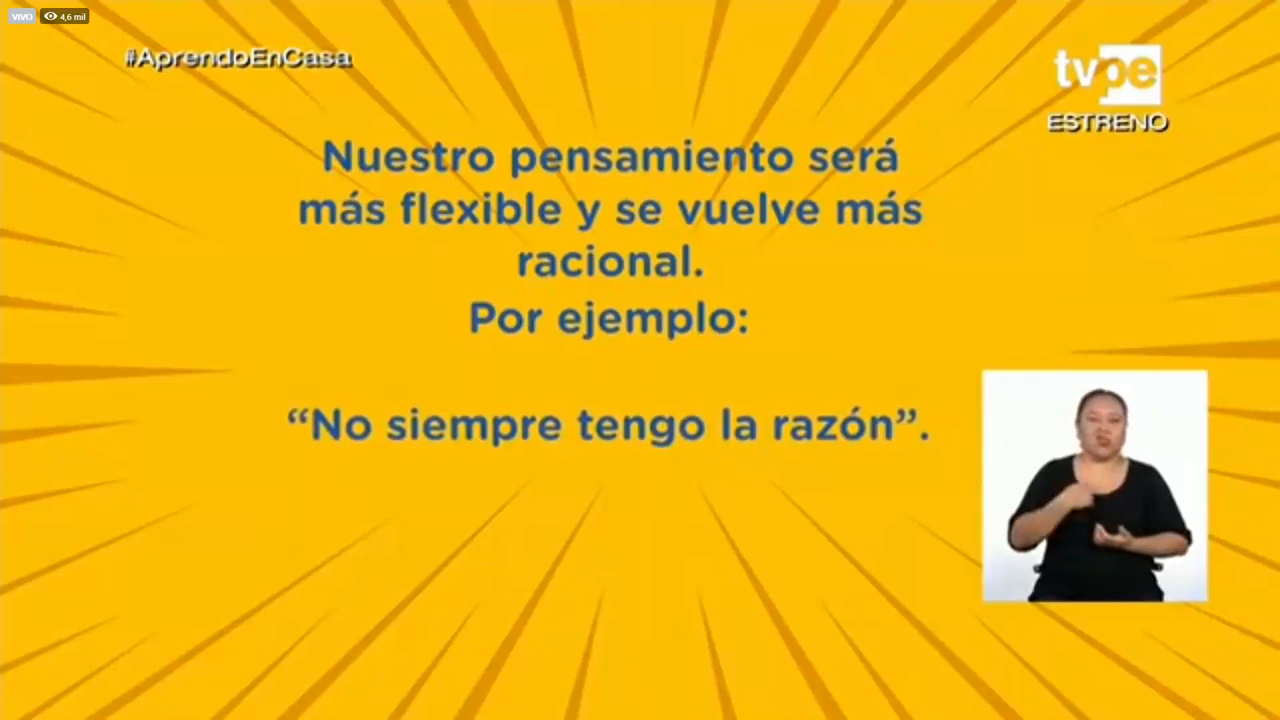 VIVO 4,6 mil
#AprendoEnCasa
tvpe
ESTRENO
Nuestro pensamiento será
más flexible y se vuelve más
racional.
Por ejemplo:
“No siempre tengo la razón”.